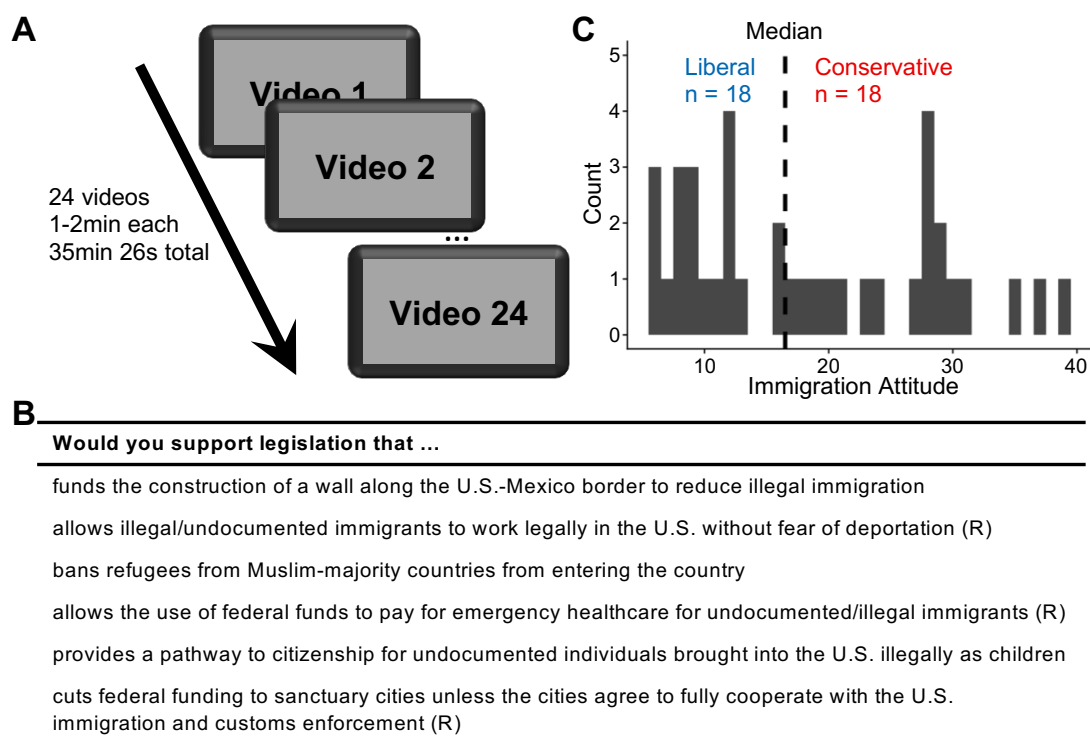 A
Video 1
Video 2
...
Video 24
24 videos
1-2min each
35min 26s total
C
Median
Liberal
n = 18
Conservative
n = 18
5
4
3
2
1
0
Count
10
20
30
40
Immigration Attitude
B
Would you support legislation that ...
funds the construction of a wall along the U.S.-Mexico border to reduce illegal immigration
allows illegal/undocumented immigrants to work legally in the U.S. without fear of deportation (R)
bans refugees from Muslim-majority countries from entering the country
allows the use of federal funds to pay for emergency healthcare for undocumented/illegal immigrants (R)
provides a pathway to citizenship for undocumented individuals brought into the U.S. illegally as children
cuts federal funding to sanctuary cities unless the cities agree to fully cooperate with the U.S.
immigration and customs enforcement (R)